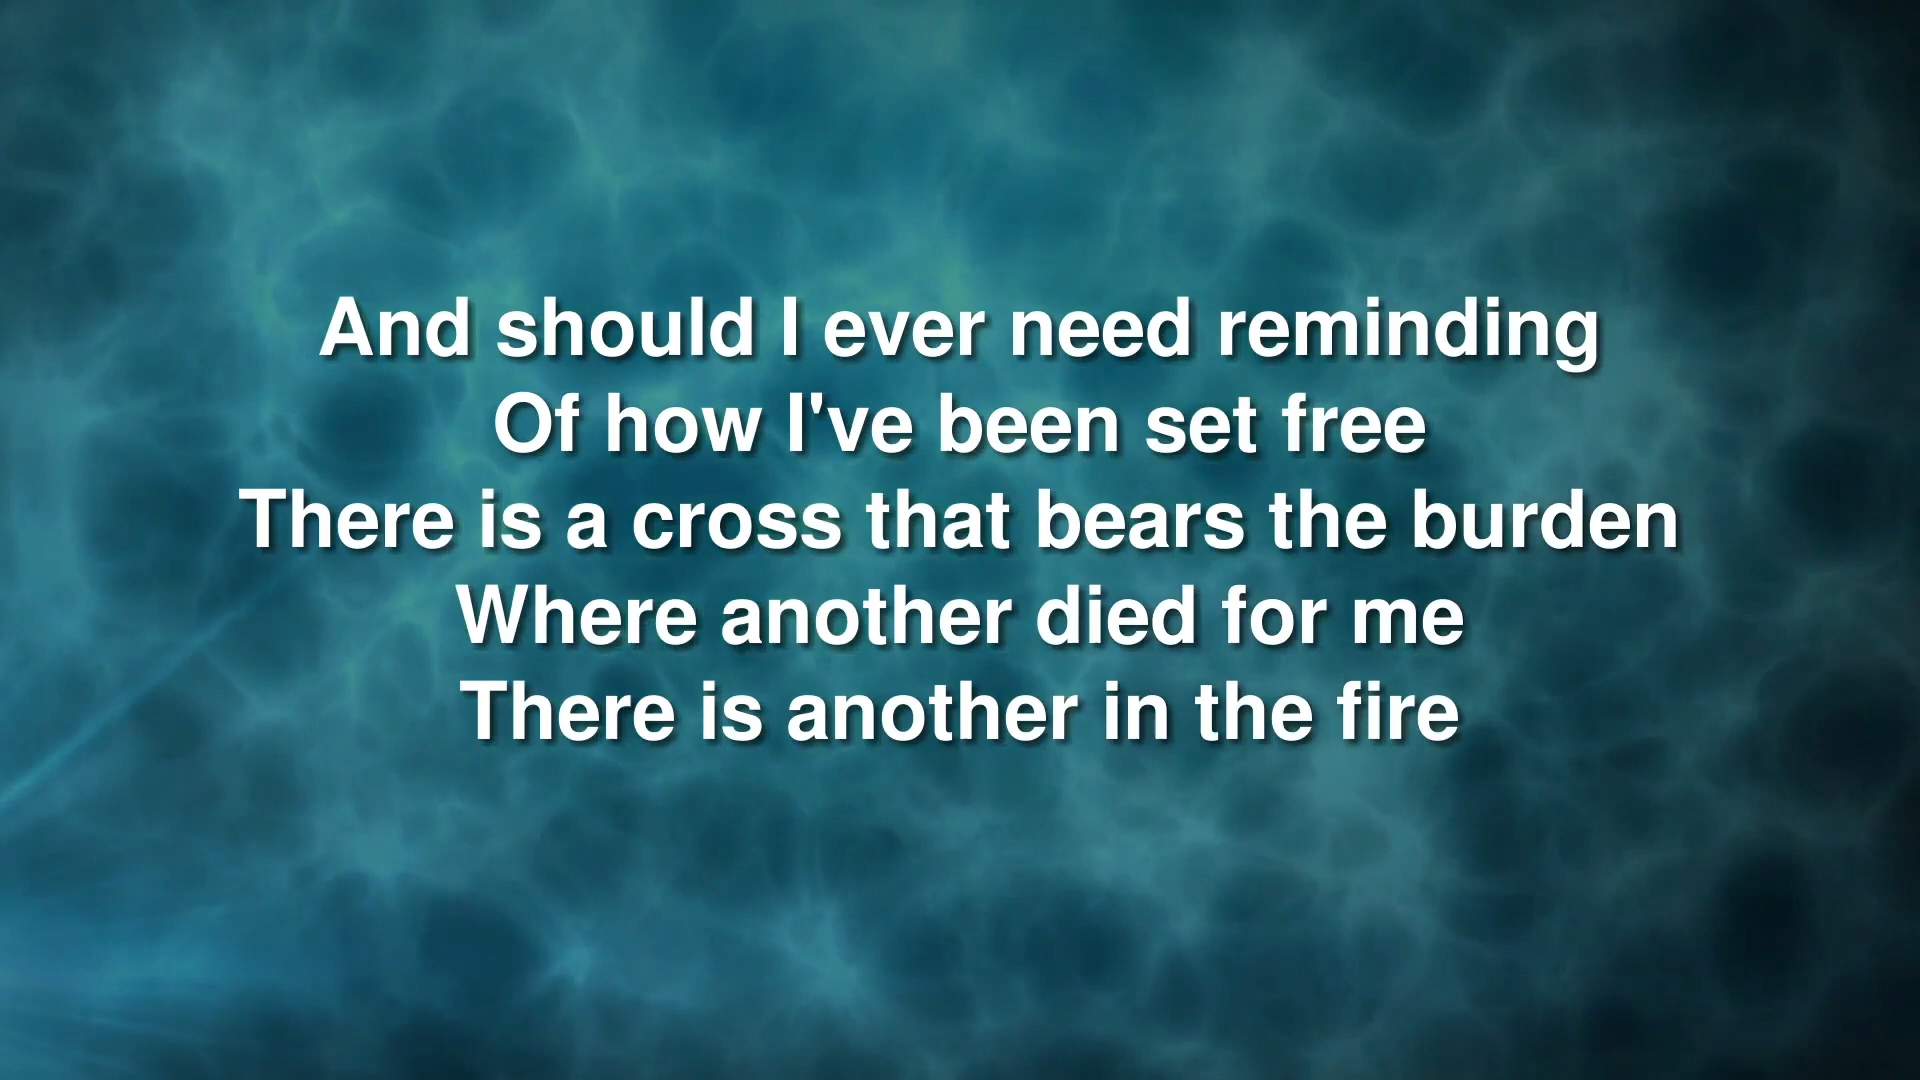 And should I ever need reminding
Of how I've been set free
There is a cross that bears the burden
Where another died for me
There is another in the fire